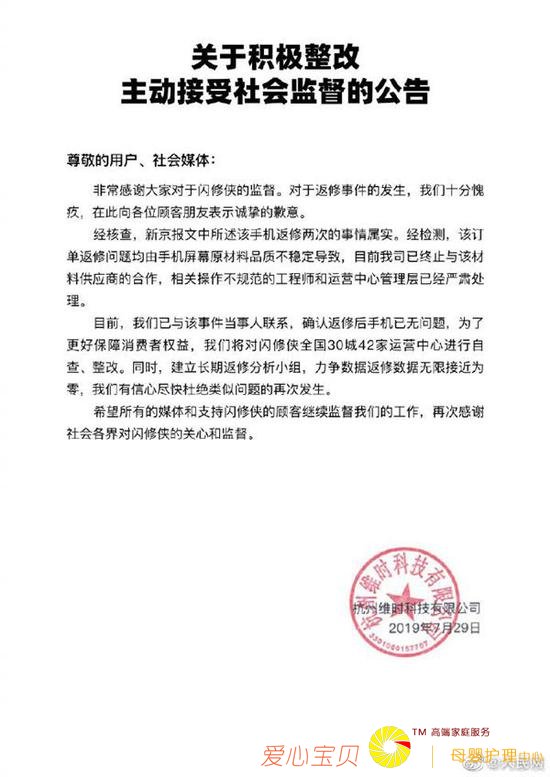 关于积极整改
主动接受社会监督的公告
尊敬的用户、社会媒体：
非常感谢大家对于闪修侠的监督。对于返修事件的发生，我们十分愧
疚，在此向各位顾客朋友表示诚挚的歉意。
经核查，新京报文中所述该手机返修两次的事情属实。经检测，该订
单返修问题均由手机屏幕原材料品质不稳定导致，目前我司已终止与该材
料供应商的合作，相关操作不规范的工程师和运营中心管理层已经严肃处
理。
目前，我们已与该事件当事人联系，确认返修后手机已无问题，为了
更好保障消费者权益，我们将对闪修侠全国30城42家运营中心进行自
查、整改。同时，建立长期返修分析小组，力争数据返修数据无限接近为
零，我们有信心尽快杜绝类似问题的再次发生。
希望所有的媒体和支持闪修侠的顾客继续监督我们的工作，再次感谢
社会各界对闪修侠的关心和监督。
杭州维时科技有限公司
杭州维时科技有限公司
2019年7月29日
3301060157707
TM 高端家庭服务
爱心宝贝
母婴护理中心
@人民网